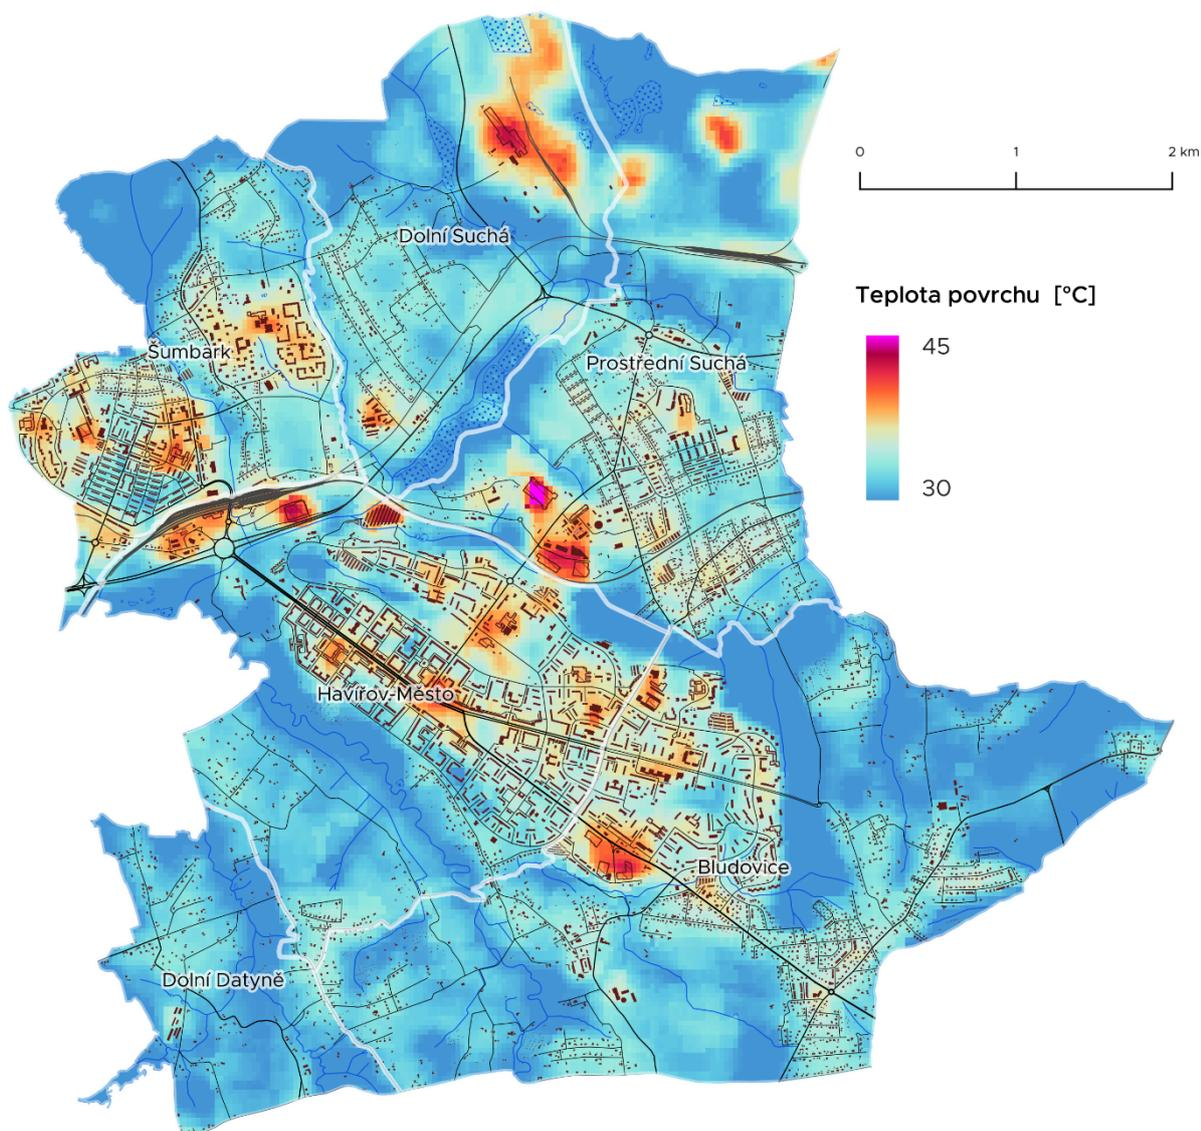 0 1 2 km
Dolní Suchá
Teplota povrchu [°C]
45
Šumbark
Prostřední Suchá
30
Havířov-Město
Bludovice
Dolní Datyně